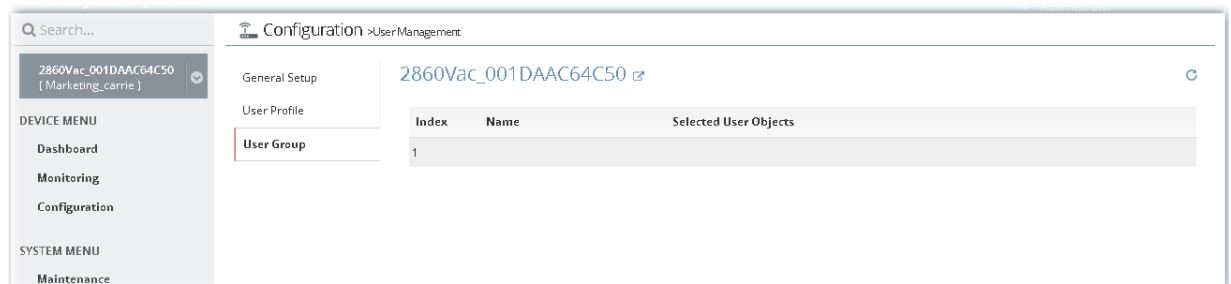 Search...
Configuration >User Management
2860Vac_001DAAC64C50
[ Marketing_carrie ]
DEVICE MENU
Dashboard
Monitoring
Configuration
SYSTEM MENU
Maintenance
General Setup
User Profile
User Group
2860Vac_001DAAC64C50
Index Name Selected User Objects
1